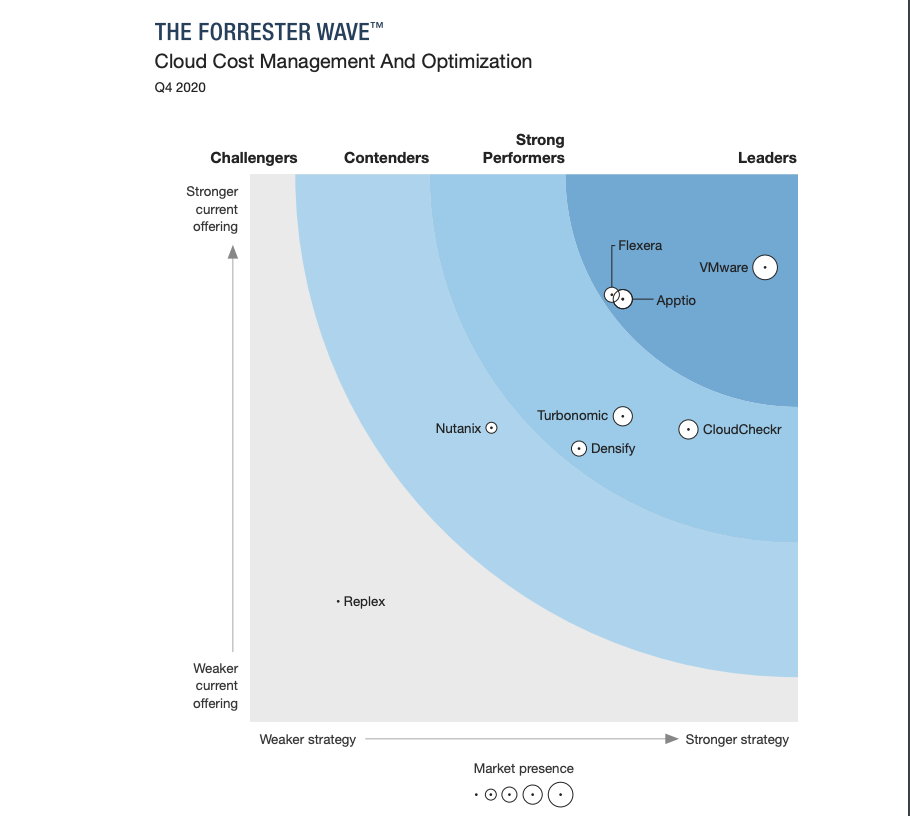 THE FORRESTER WAVE™
Cloud Cost Management And Optimization
Q4 2020
Challengers
Contenders
Strong
Performers
Leaders
Stronger
current
offering
Flexera
VMware
Apptio
Turbonomic
Nutanix
CloudCheckr
Densify
Replex
Weaker
current
offering
Weaker strategy
Stronger strategy
Market presence